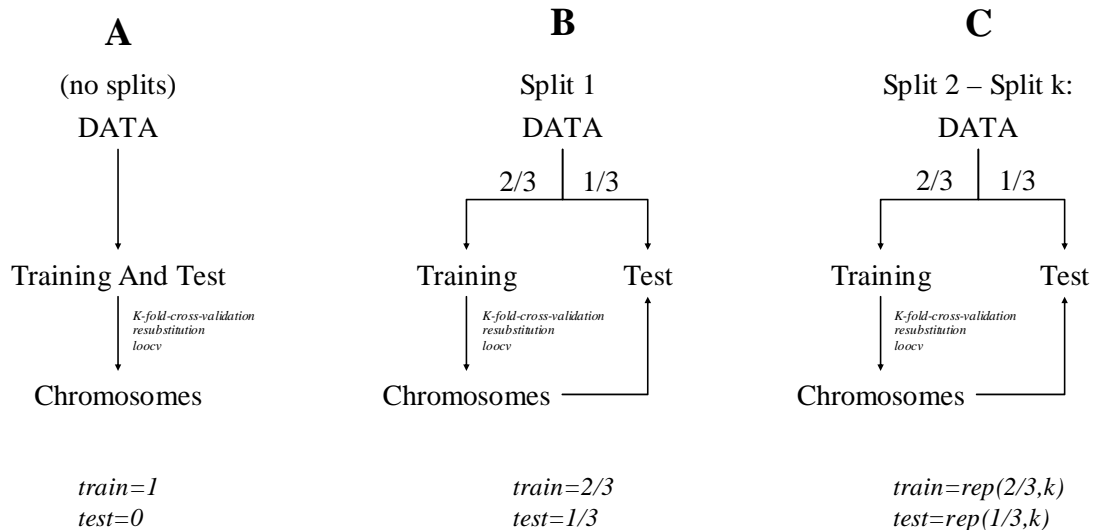 A
(no splits)
DATA
Training And Test
K-fold-cross-validation
resubstitution
loocv
Chromosomes
train=1
test=0
B
Split 1
DATA
2/3 1/3
Training Test
K-fold-cross-validation
resubstitution
loocv
Chromosomes
train=2/3
test=1/3
C
Split 2 – Split k:
DATA
2/3 1/3
Training Test
K-fold-cross-validation
resubstitution
loocv
Chromosomes
train=rep(2/3,k)
test=rep(1/3,k)